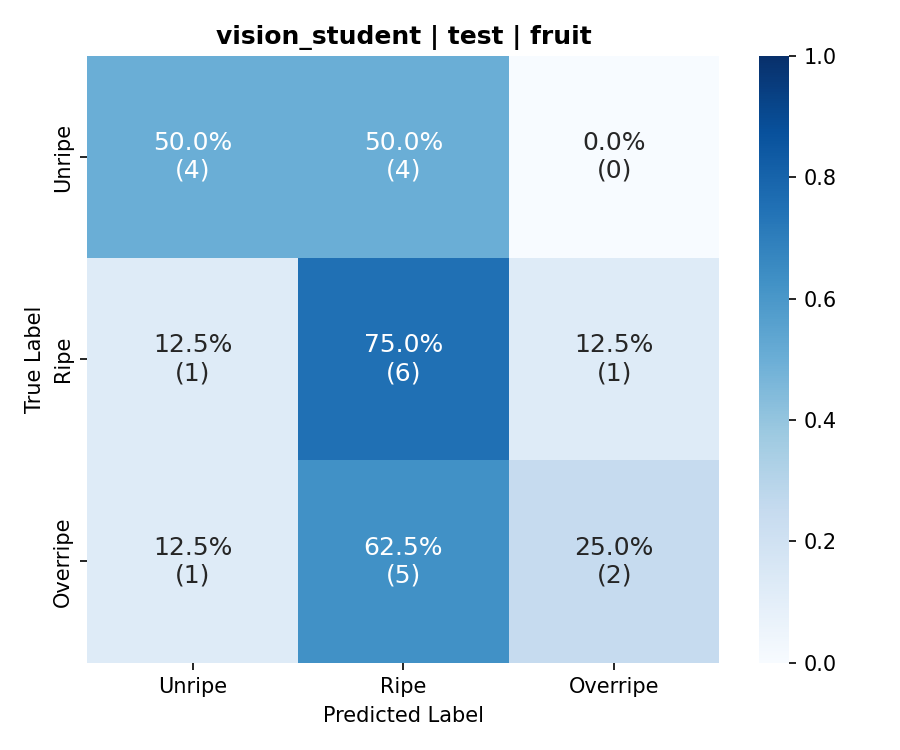 vision_student | test | fruit
1.0
0.8
0.6
0.4
0.2
0.0
True Label
Unripe
50.0%
(4)
50.0%
(4)
0.0%
(0)
Ripe
12.5%
(1)
75.0%
(6)
12.5%
(1)
Overripe
12.5%
(1)
62.5%
(5)
25.0%
(2)
Unripe
Ripe
Overripe
Predicted Label